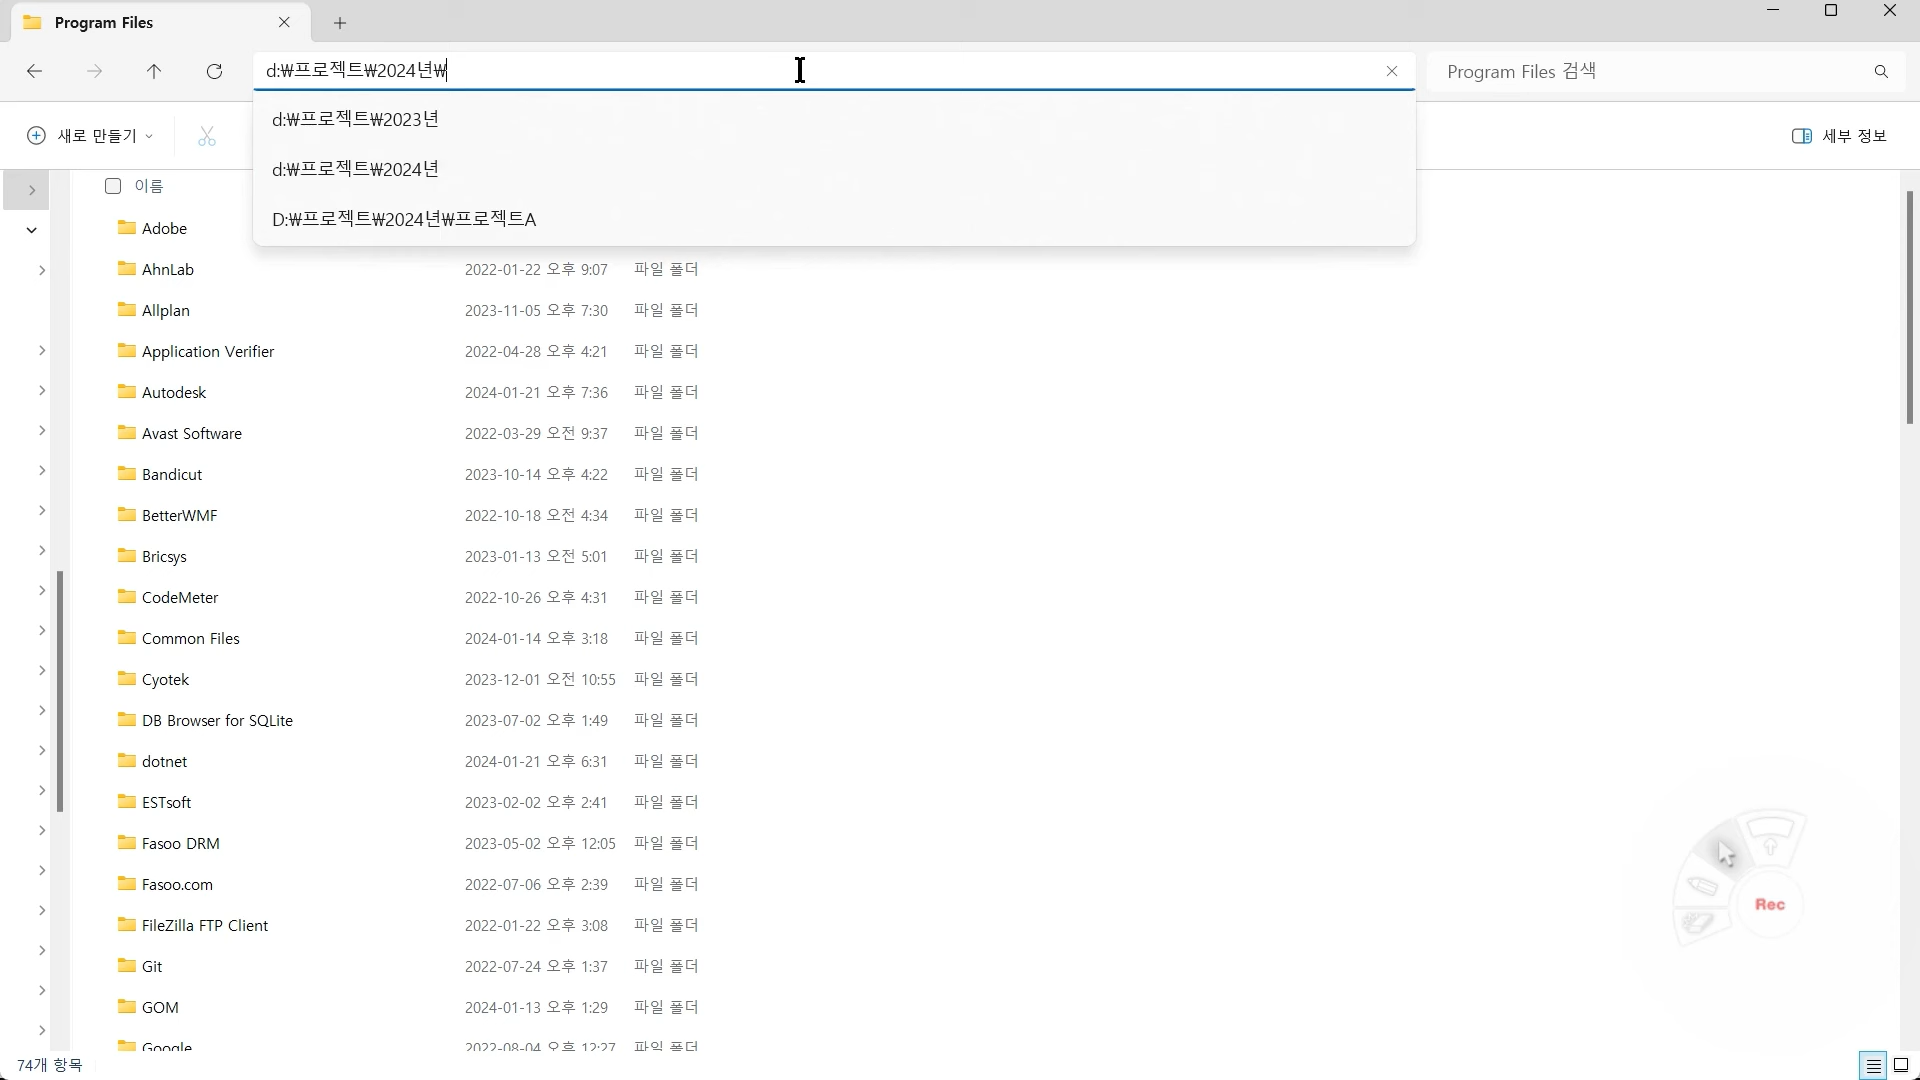 Program Files
d:₩프로젝트₩2024년₩
Program Files 검색
d:₩프로젝트₩2023년
d:₩프로젝트₩2024년
D:₩프로젝트₩2024년₩프로젝트A
새로 만들기
세부 정보
이름
Adobe
AhnLab 2022-01-22 오후 9:07 파일 폴더
Allplan 2023-11-05 오후 7:30 파일 폴더
Application Verifier 2022-04-28 오후 4:21 파일 폴더
Autodesk 2024-01-21 오후 7:36 파일 폴더
Avast Software 2022-03-29 오전 9:37 파일 폴더
Bandicut 2023-10-14 오후 4:22 파일 폴더
BetterWMF 2022-10-18 오전 4:34 파일 폴더
Bricsys 2023-01-13 오전 5:01 파일 폴더
CodeMeter 2022-10-26 오후 4:31 파일 폴더
Common Files 2024-01-14 오후 3:18 파일 폴더
Cyotek 2023-12-01 오전 10:55 파일 폴더
DB Browser for SQLite 2023-07-02 오후 1:49 파일 폴더
dotnet 2024-01-21 오후 6:31 파일 폴더
ESTsoft 2023-02-02 오후 2:41 파일 폴더
Fasoo DRM 2023-05-02 오후 12:05 파일 폴더
Fasoo.com 2022-07-06 오후 2:39 파일 폴더
FileZilla FTP Client 2022-01-22 오후 3:08 파일 폴더
Git 2022-07-24 오후 1:37 파일 폴더
GOM 2024-01-13 오후 1:29 파일 폴더
Google 2022-08-04 오후 12:27 파일 폴더
Rec
74개 항목